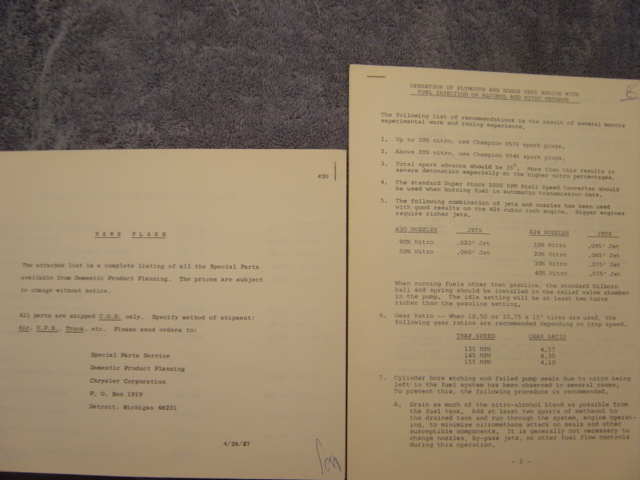 #20
NEWS FLASH
The attached list is a complete listing of all the Special Parts
available from Domestic Product Planning. The prices are subject
to change without notice.
All parts are shipped C.O.D. only. Specify method of shipment:
Air, U.P.S., Truck, etc. Please send orders to:
Special Parts Service
Domestic Product Planning
Chrysler Corporation
P. O. Box 1919
Detroit, Michigan 48231
4/26/67
OPERATION OF PLYMOUTH AND DODGE HEMI ENGINE WITH
FUEL INJECTION ON ALCOHOL AND NITRO METHANE
The following list of recommendations is the result of several months
experimental work and racing experience.
1. Up to 30% nitro, use Champion spark plugs.
2. Above 30% nitro, use Champion spark plugs.
3. Total spark advance should be 35°. More than this results in
severe detonation especially at the higher nitro percentages.
4. The standard Super Stock 2000 RPM Stall Speed Converter should
be used when burning fuel in automatic transmission cars.
5. The following combination of jets and nozzles has been used
with good results on the 426 cubic inch engine. Bigger engines
require richer jets.
NOZZLES JETS NOZZLES JETS
Nitro Jet 10% Nitro .095" Jet
50% Nitro .060" Jet 20% Nitro Jet
30% Nitro .075" Jet
40% Nitro .075" Jet
When running fuels other than gasoline, the standard Hilborn
ball and spring should be installed in the relief valve chamber
in the pump. The idle setting will be at least two turns
richer than the gasoline setting.
6. Gear Ratio -- When 10.50 or 10.75 x 15" tires are used, the
following gear ratios are recommended depending on trap speed.
TRAP SPEED GEAR RATIO
135 MPH 4.57
145 MPH 4.30
155 MPH
7. Cylinder bore etching and failed pump seals due to nitro being
left in the fuel system has been observed in several cases.
To prevent this, the following procedure is recommended.
A. Drain as much of the nitro-alcohol blend as possible from
the fuel tank. Add at least two quarts of methanol to
the drained tank and run through the system, engine operat-
ing, to minimize nitromethane attack on seals and other
susceptible components. It is generally not necessary to
change nozzles, by-pass jets, or other fuel flow controls
during this operation.
- 1 -